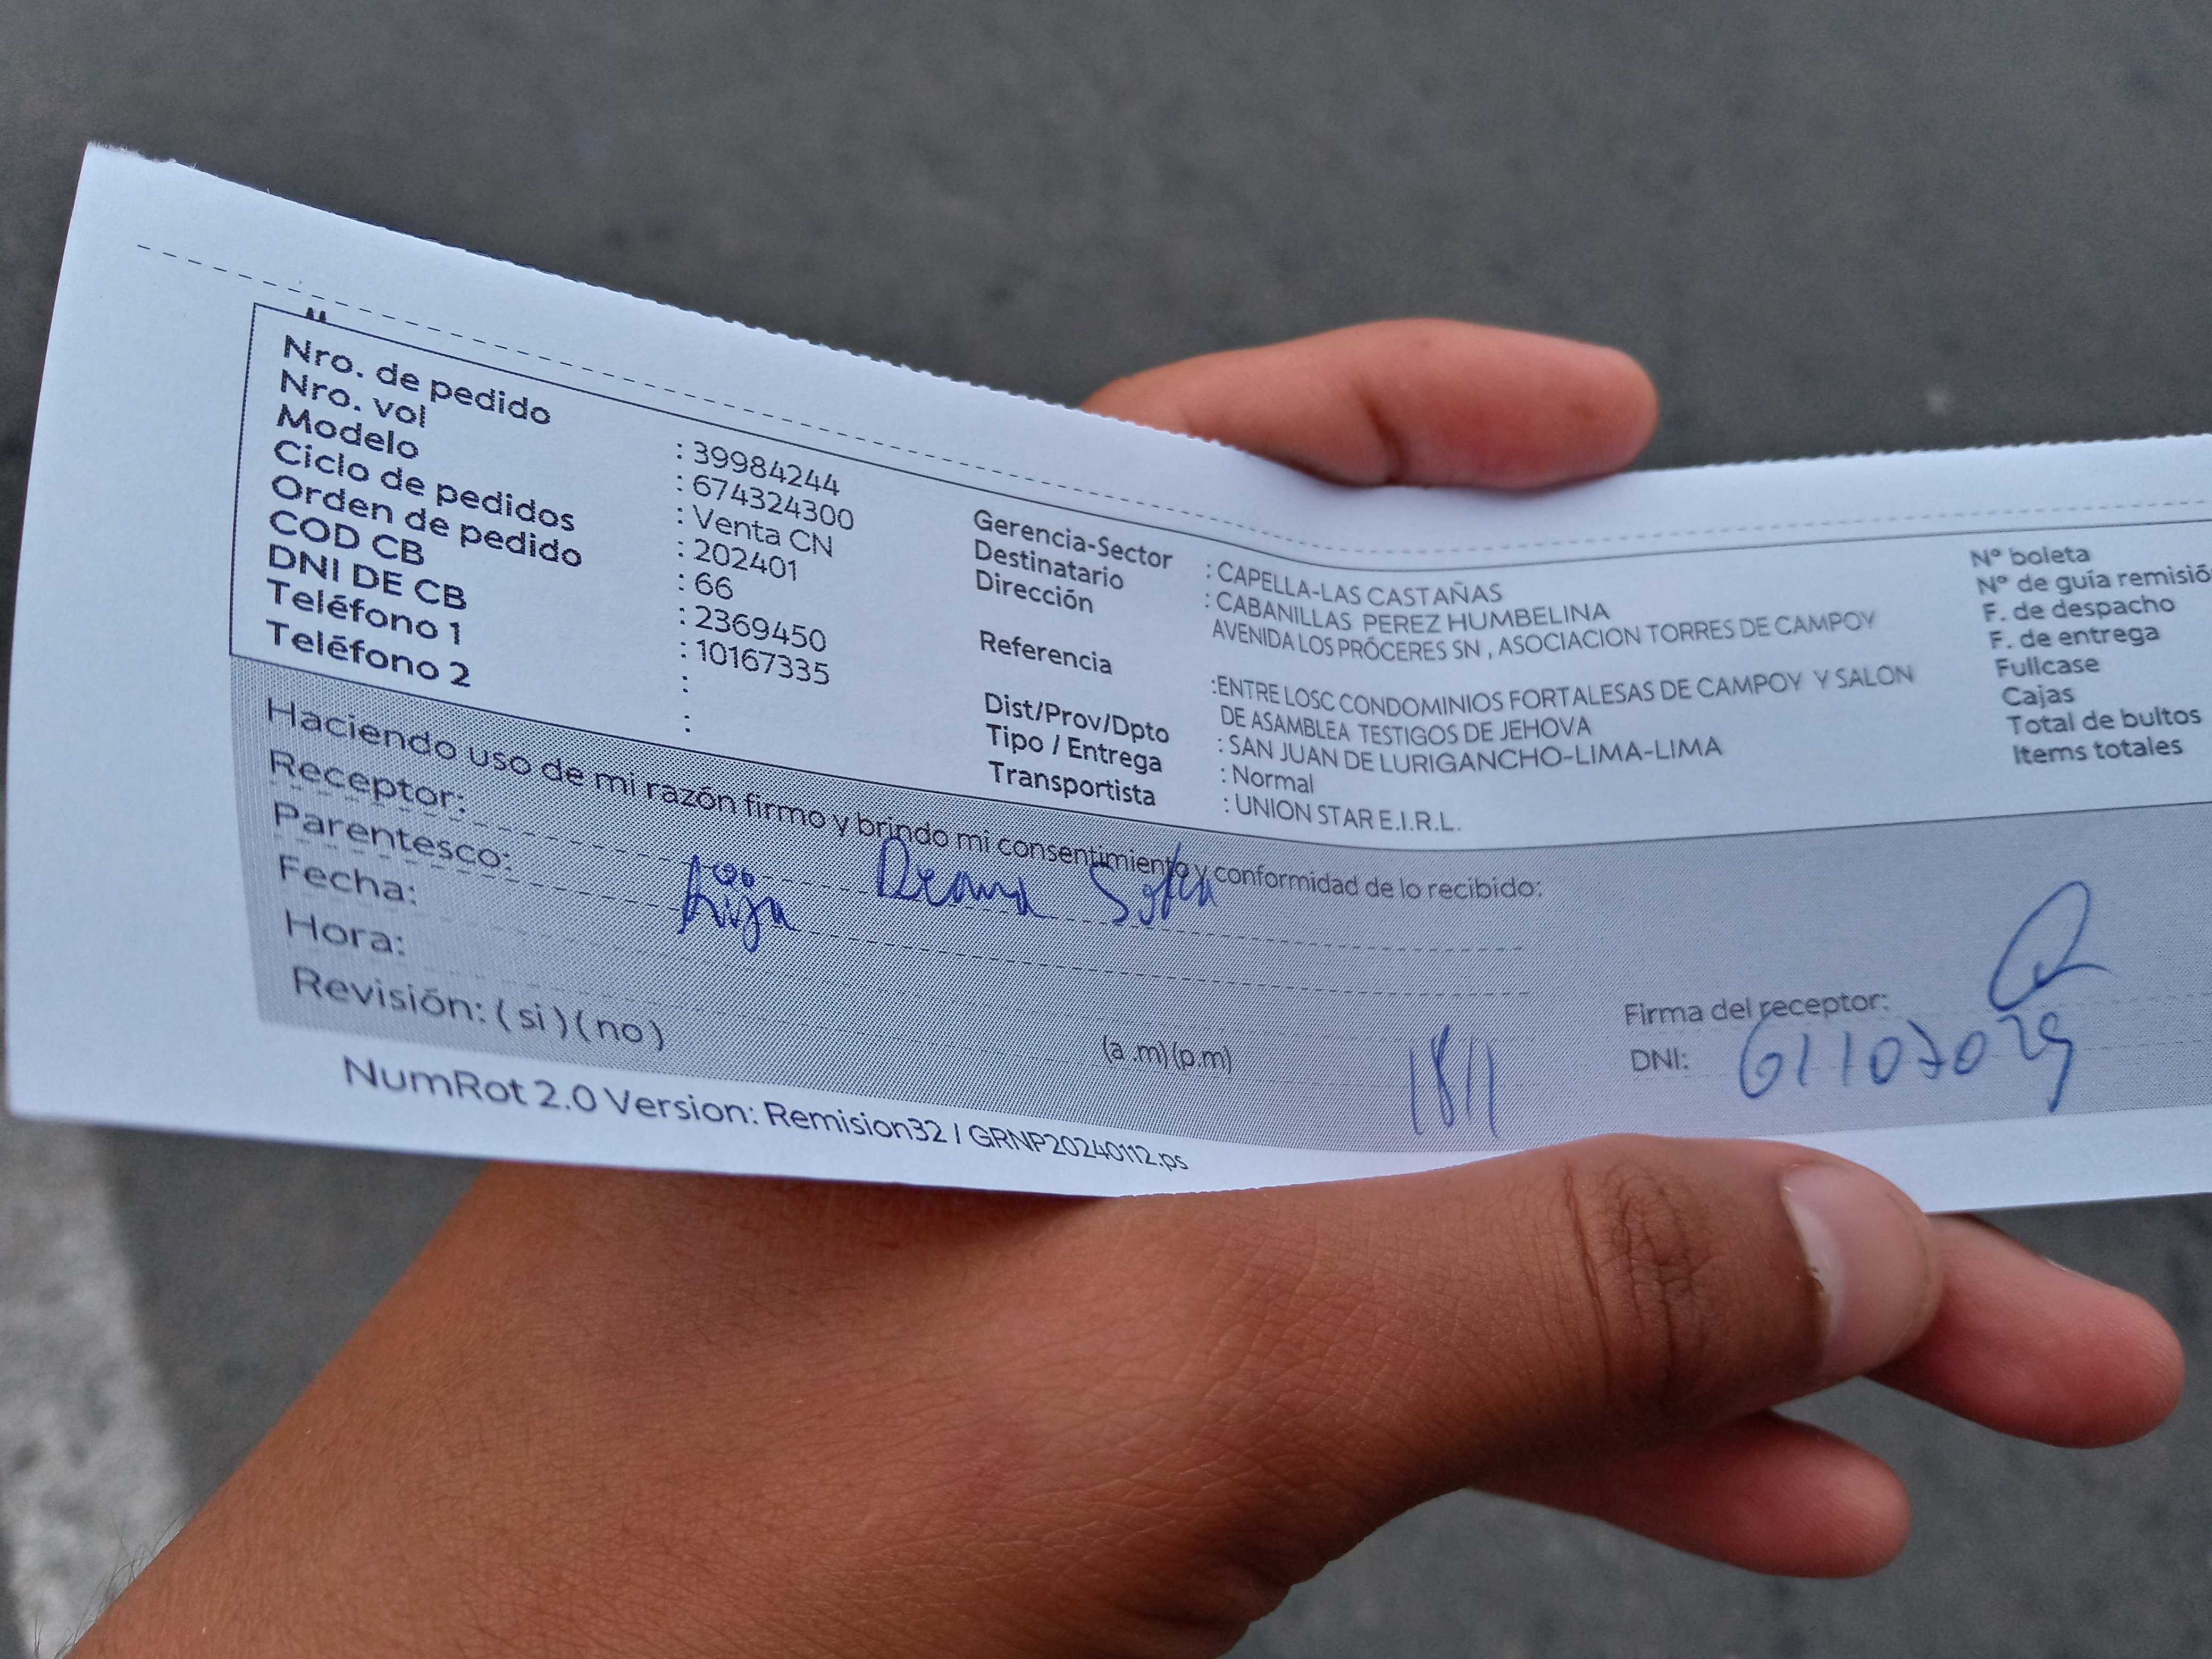 Nro. de pedido : 39984244
Nro. vol : 674324300
Modelo : Venta CN
Ciclo de pedidos : 202401
Orden de pedido : 66
COD CB : 2369450
DNI DE CB : 10167335
Teléfono 1 :
Teléfono 2 :
Gerencia-Sector : CAPELLA-LAS CASTAÑAS
Destinatario : CABANILLAS PEREZ HUMBELINA
Dirección AVENIDA LOS PRÓCERES SN , ASOCIACION TORRES DE CAMPOY
Referencia :ENTRE LOSC CONDOMINIOS FORTALESAS DE CAMPOY Y SALON
DE ASAMBLEA TESTIGOS DE JEHOVA
Dist/Prov/Dpto : SAN JUAN DE LURIGANCHO-LIMA-LIMA
Tipo / Entrega : Normal
Transportista : UNION STAR E.I.R.L.
Nº boleta
Nº de guía remisió
F. de despacho
F. de entrega
Fullcase
Cajas
Total de bultos
Items totales
Haciendo uso de mi razón firmo y brindo mi consentimiento y conformidad de lo recibido:
Receptor:
Parentesco: Hija
Fecha:
Hora: (a .m)(p.m)
Revisión: ( si ) ( no )
Firma del receptor:
DNI: 61107029
NumRot 2.0 Version: Remision32 / GRNP20240112.ps